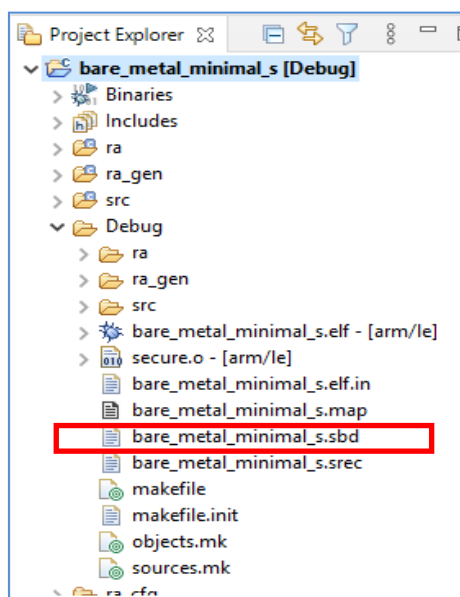 Project Explorer
bare_metal_minimal_s [Debug]
Binaries
Includes
ra
ra_gen
src
Debug
ra
ra_gen
src
bare_metal_minimal_s.elf - [arm/le]
secure.o - [arm/le]
bare_metal_minimal_s.elf.in
bare_metal_minimal_s.map
bare_metal_minimal_s.sbd
bare_metal_minimal_s.srec
makefile
makefile.init
objects.mk
sources.mk
ra_cfg